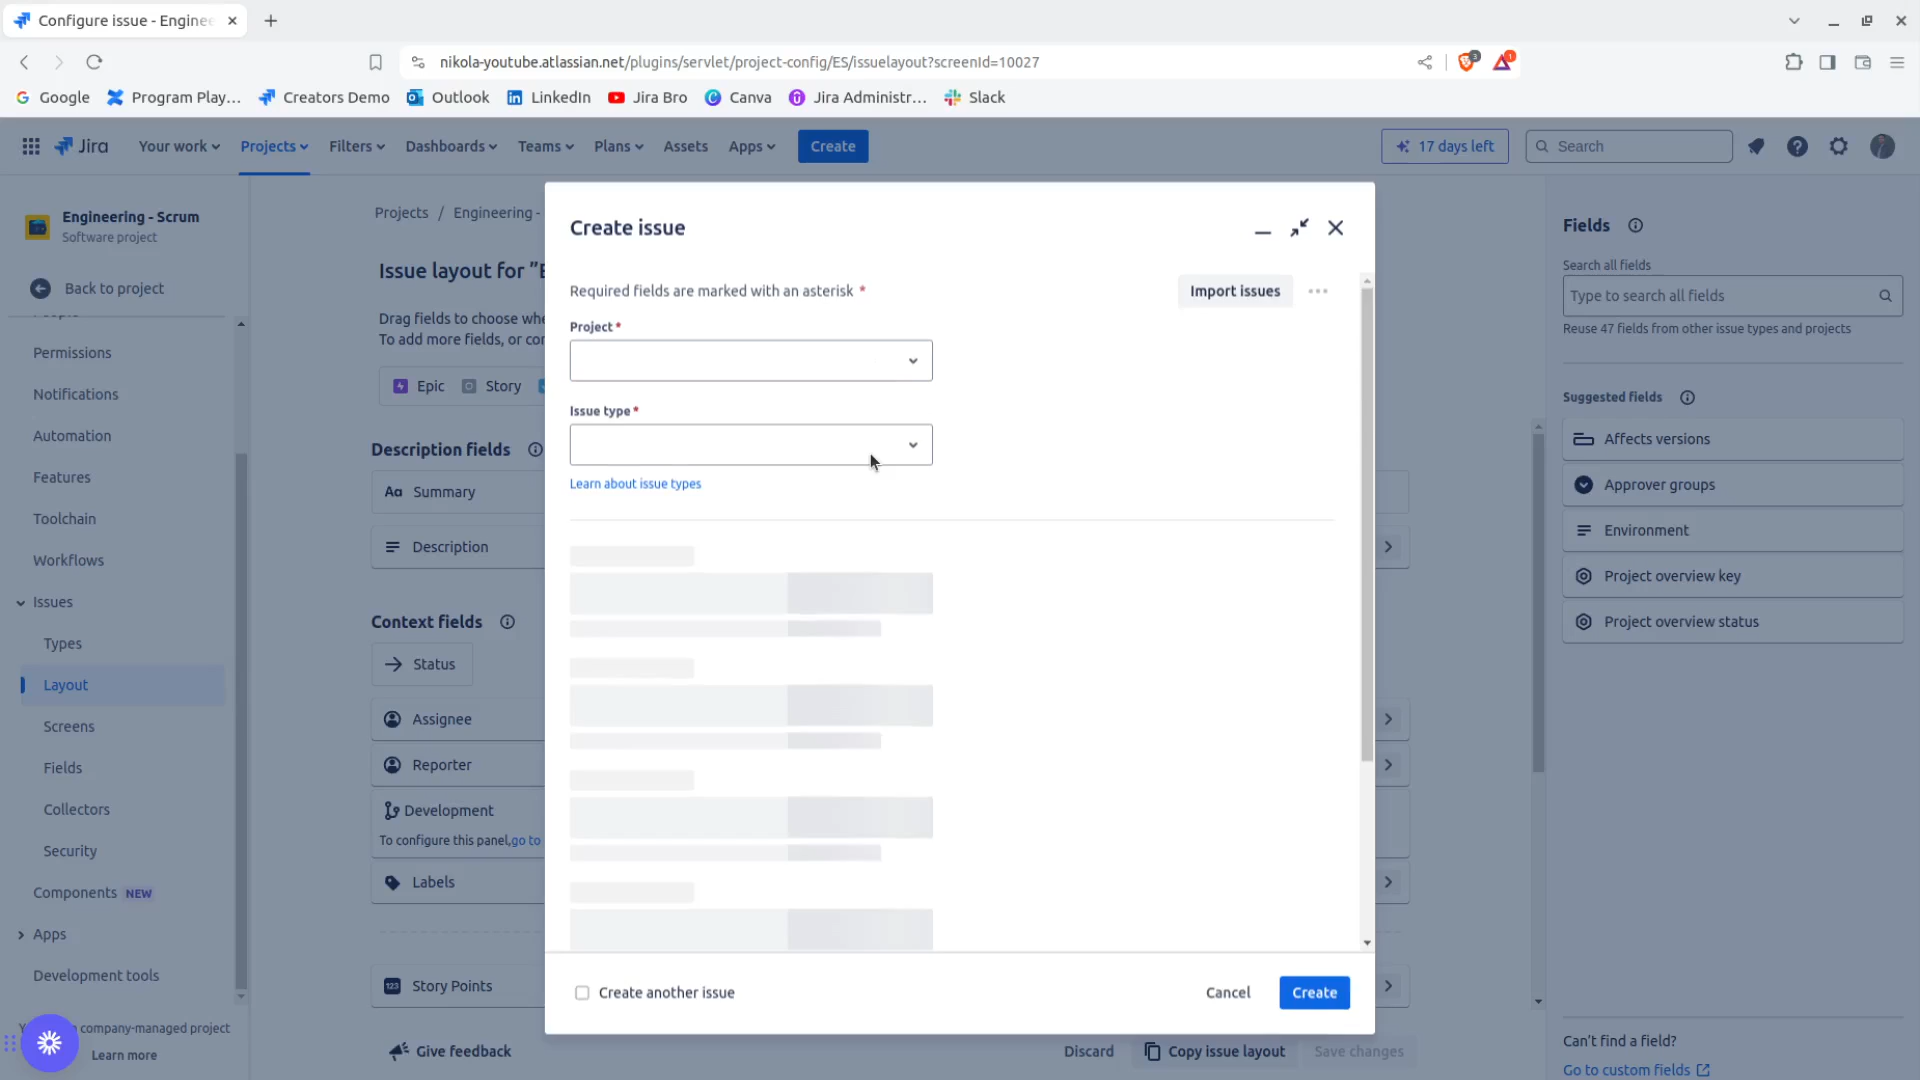 Configure issue - Enginee
nikola-youtube.atlassian.net/plugins/servlet/project-config/ES/issuelayout?screenId=10027
3
1
Google
Program Play...
Creators Demo
Outlook
LinkedIn
Jira Bro
Canva
Jira Administr...
Slack
Jira
Your work
Projects
Filters
Dashboards
Teams
Plans
Assets
Apps
Create
17 days left
Search
Engineering - Scrum
Software project
Back to project
Permissions
Notifications
Automation
Features
Toolchain
Workflows
Issues
Types
Layout
Screens
Fields
Collectors
Security
Components NEW
Apps
Development tools
company-managed project
Learn more
Projects / Engineering -
Issue layout for "E
Drag fields to choose whe
To add more fields, or cor
Epic
Story
Description fields
Aa Summary
Description
Context fields
Status
Assignee
Reporter
Development
To configure this panel,go to
Labels
123 Story Points
Give feedback
Discard
Copy issue layout
Save changes
Create issue
Required fields are marked with an asterisk *
Import issues
Project *
Issue type *
Learn about issue types
Create another issue
Cancel
Create
Fields
Search all fields
Type to search all fields
Reuse 47 fields from other issue types and projects
Suggested fields
Affects versions
Approver groups
Environment
Project overview key
Project overview status
Can't find a field?
Go to custom fields